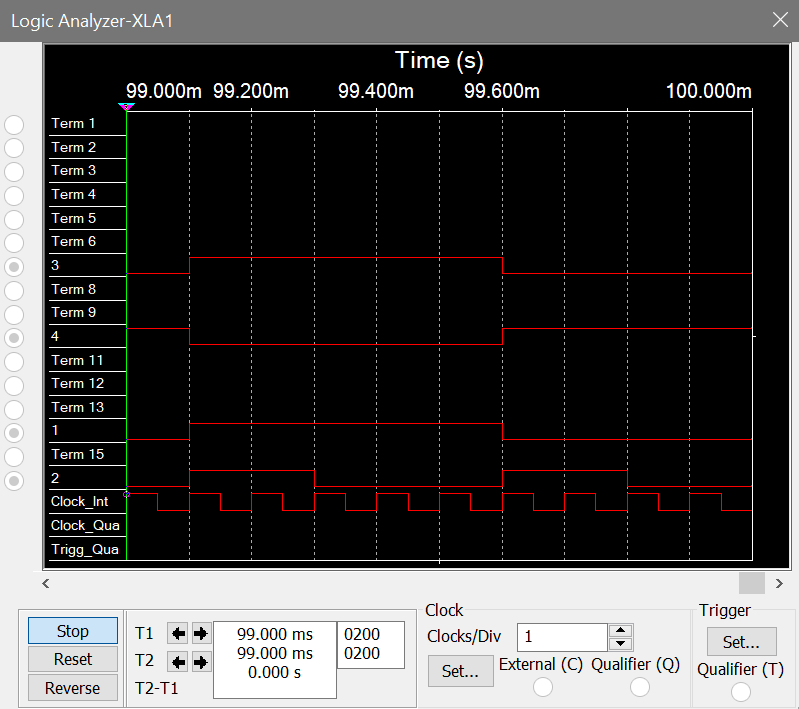 Logic Analyzer-XLA1
Time (s)
99.000m 99.200m 99.400m 99.600m 100.000m
Term 1
Term 2
Term 3
Term 4
Term 5
Term 6
3
Term 8
Term 9
4
Term 11
Term 12
Term 13
1
Term 15
2
Clock_Int
Clock_Qua
Trigg_Qua
Stop
Reset
Reverse
T1 99.000 ms 0200
T2 99.000 ms 0200
T2-T1 0.000 s
Clock
Clocks/Div 1
Set... External (C) Qualifier (Q)
Trigger
Set...
Qualifier (T)